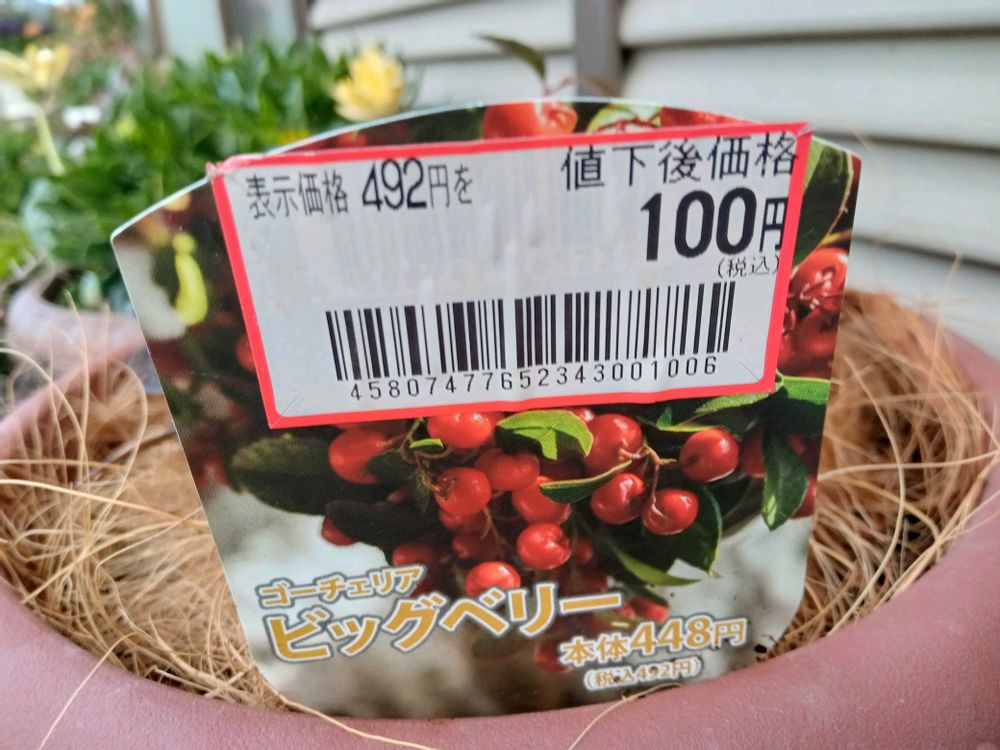 表示価格 492円を
値下後価格
100円
(税込)
45807477652343001006
ゴーチェリア
ビッグベリー
本体448円
(税込492円)